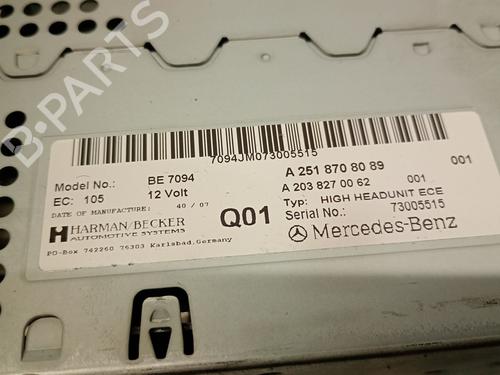 B-PARTS
7094JM073005515
Model No.: BE 7094
EC: 105 12 Volt
DATE OF MANUFACTURE: 40 / 07
HARMAN/BECKER
AUTOMOTIVE SYSTEMS
PO-Box 742260 76303 Karlsbad,Germany
Q01
A 251 870 80 89 001
A 203 827 00 62 001
Typ: HIGH HEADUNIT ECE
Serial No.: 73005515
Mercedes-Benz